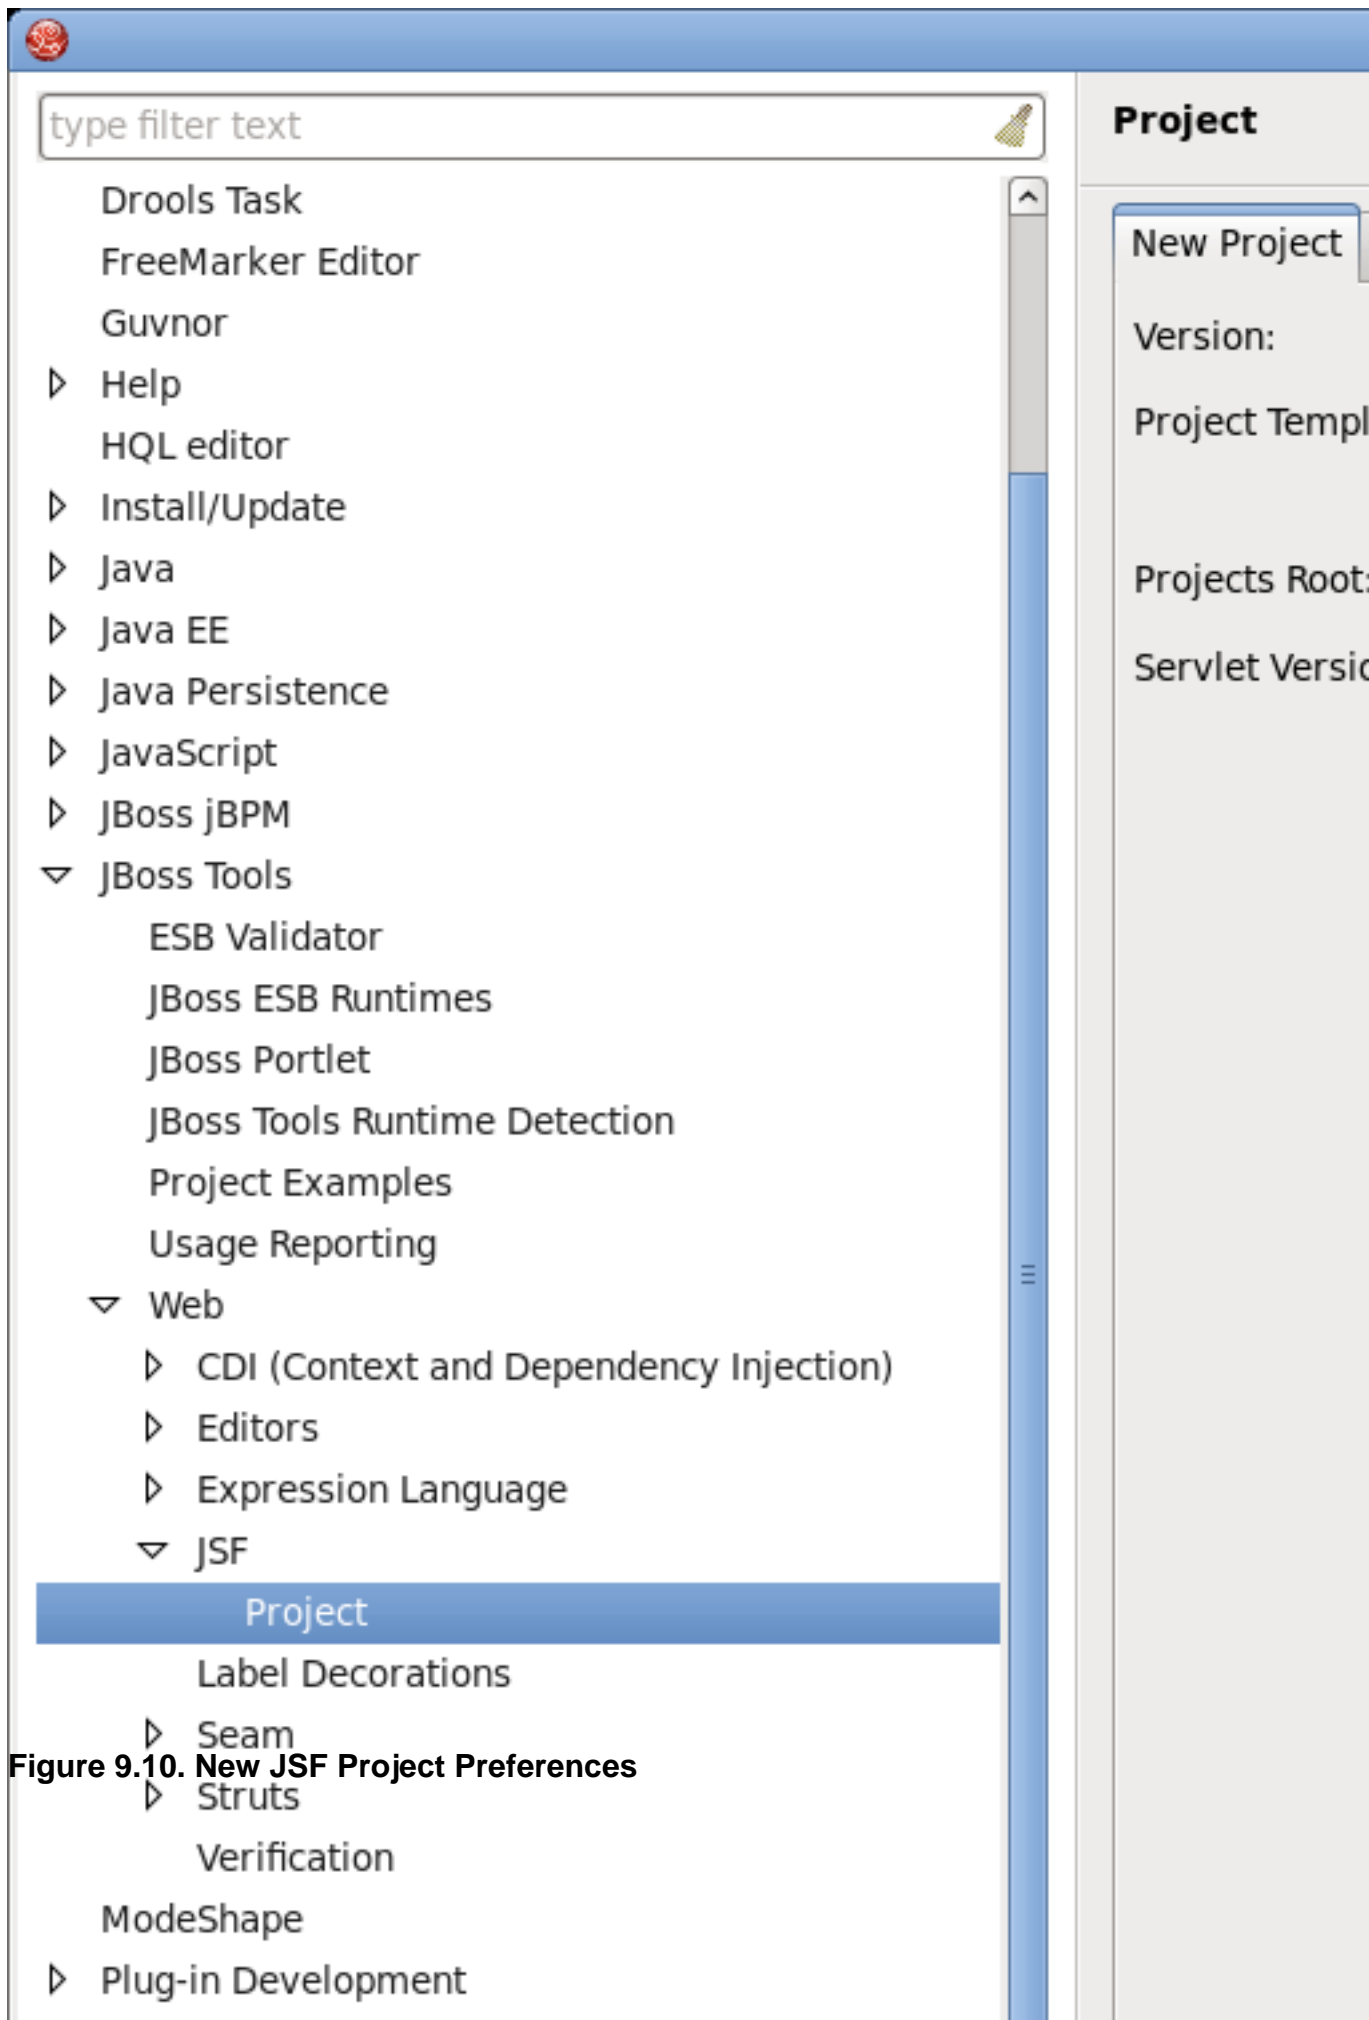 type filter text
Drools Task
FreeMarker Editor
Guvnor
Help
HQL editor
Install/Update
Java
Java EE
Java Persistence
JavaScript
JBoss jBPM
JBoss Tools
ESB Validator
JBoss ESB Runtimes
JBoss Portlet
JBoss Tools Runtime Detection
Project Examples
Usage Reporting
Web
CDI (Context and Dependency Injection)
Editors
Expression Language
JSF
Project
Label Decorations
Seam
Figure 9.10. New JSF Project Preferences
Struts
Verification
ModeShape
Plug-in Development
Project
New Project
Version:
Project Templ
Projects Root:
Servlet Versio